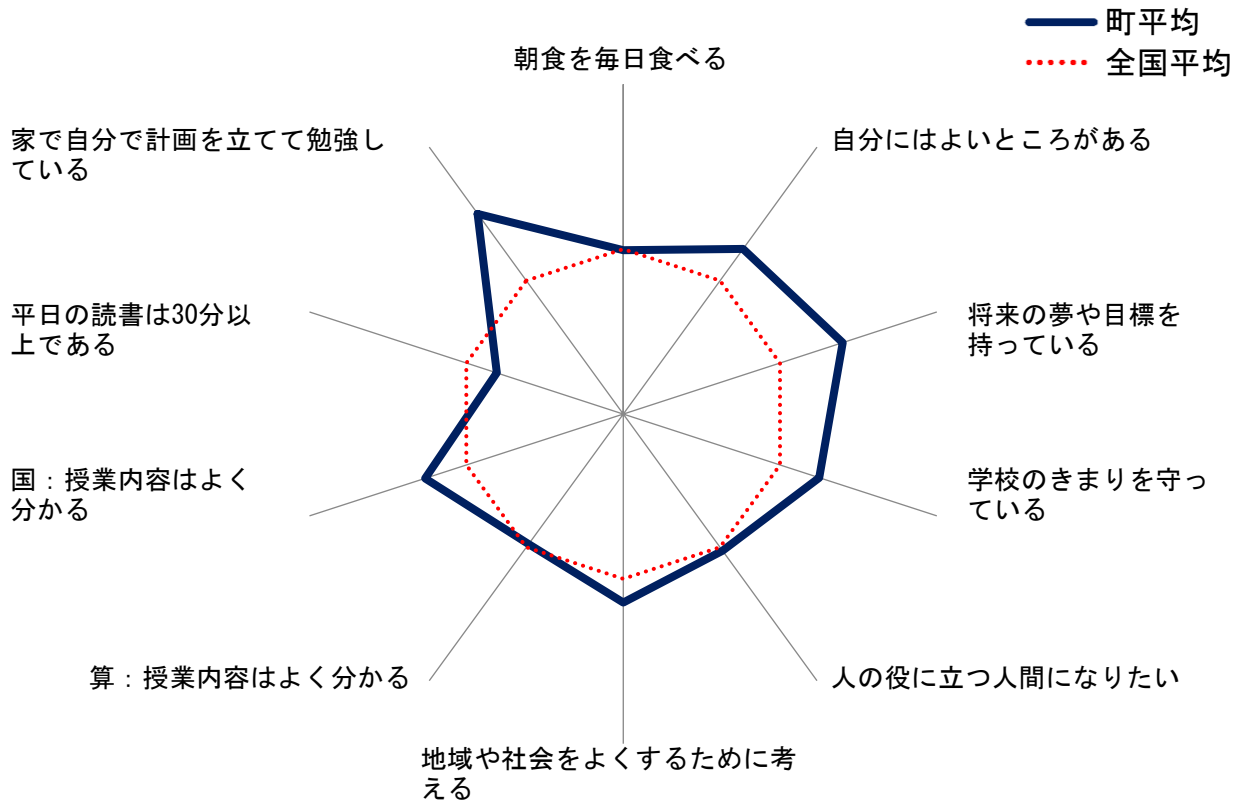 町平均
全国平均
朝食を毎日食べる
自分にはよいところがある
将来の夢や目標を
持っている
学校のきまりを守っ
ている
人の役に立つ人間になりたい
地域や社会をよくするために考
える
算：授業内容はよく分かる
国：授業内容はよく
分かる
平日の読書は30分以
上である
家で自分で計画を立てて勉強し
ている